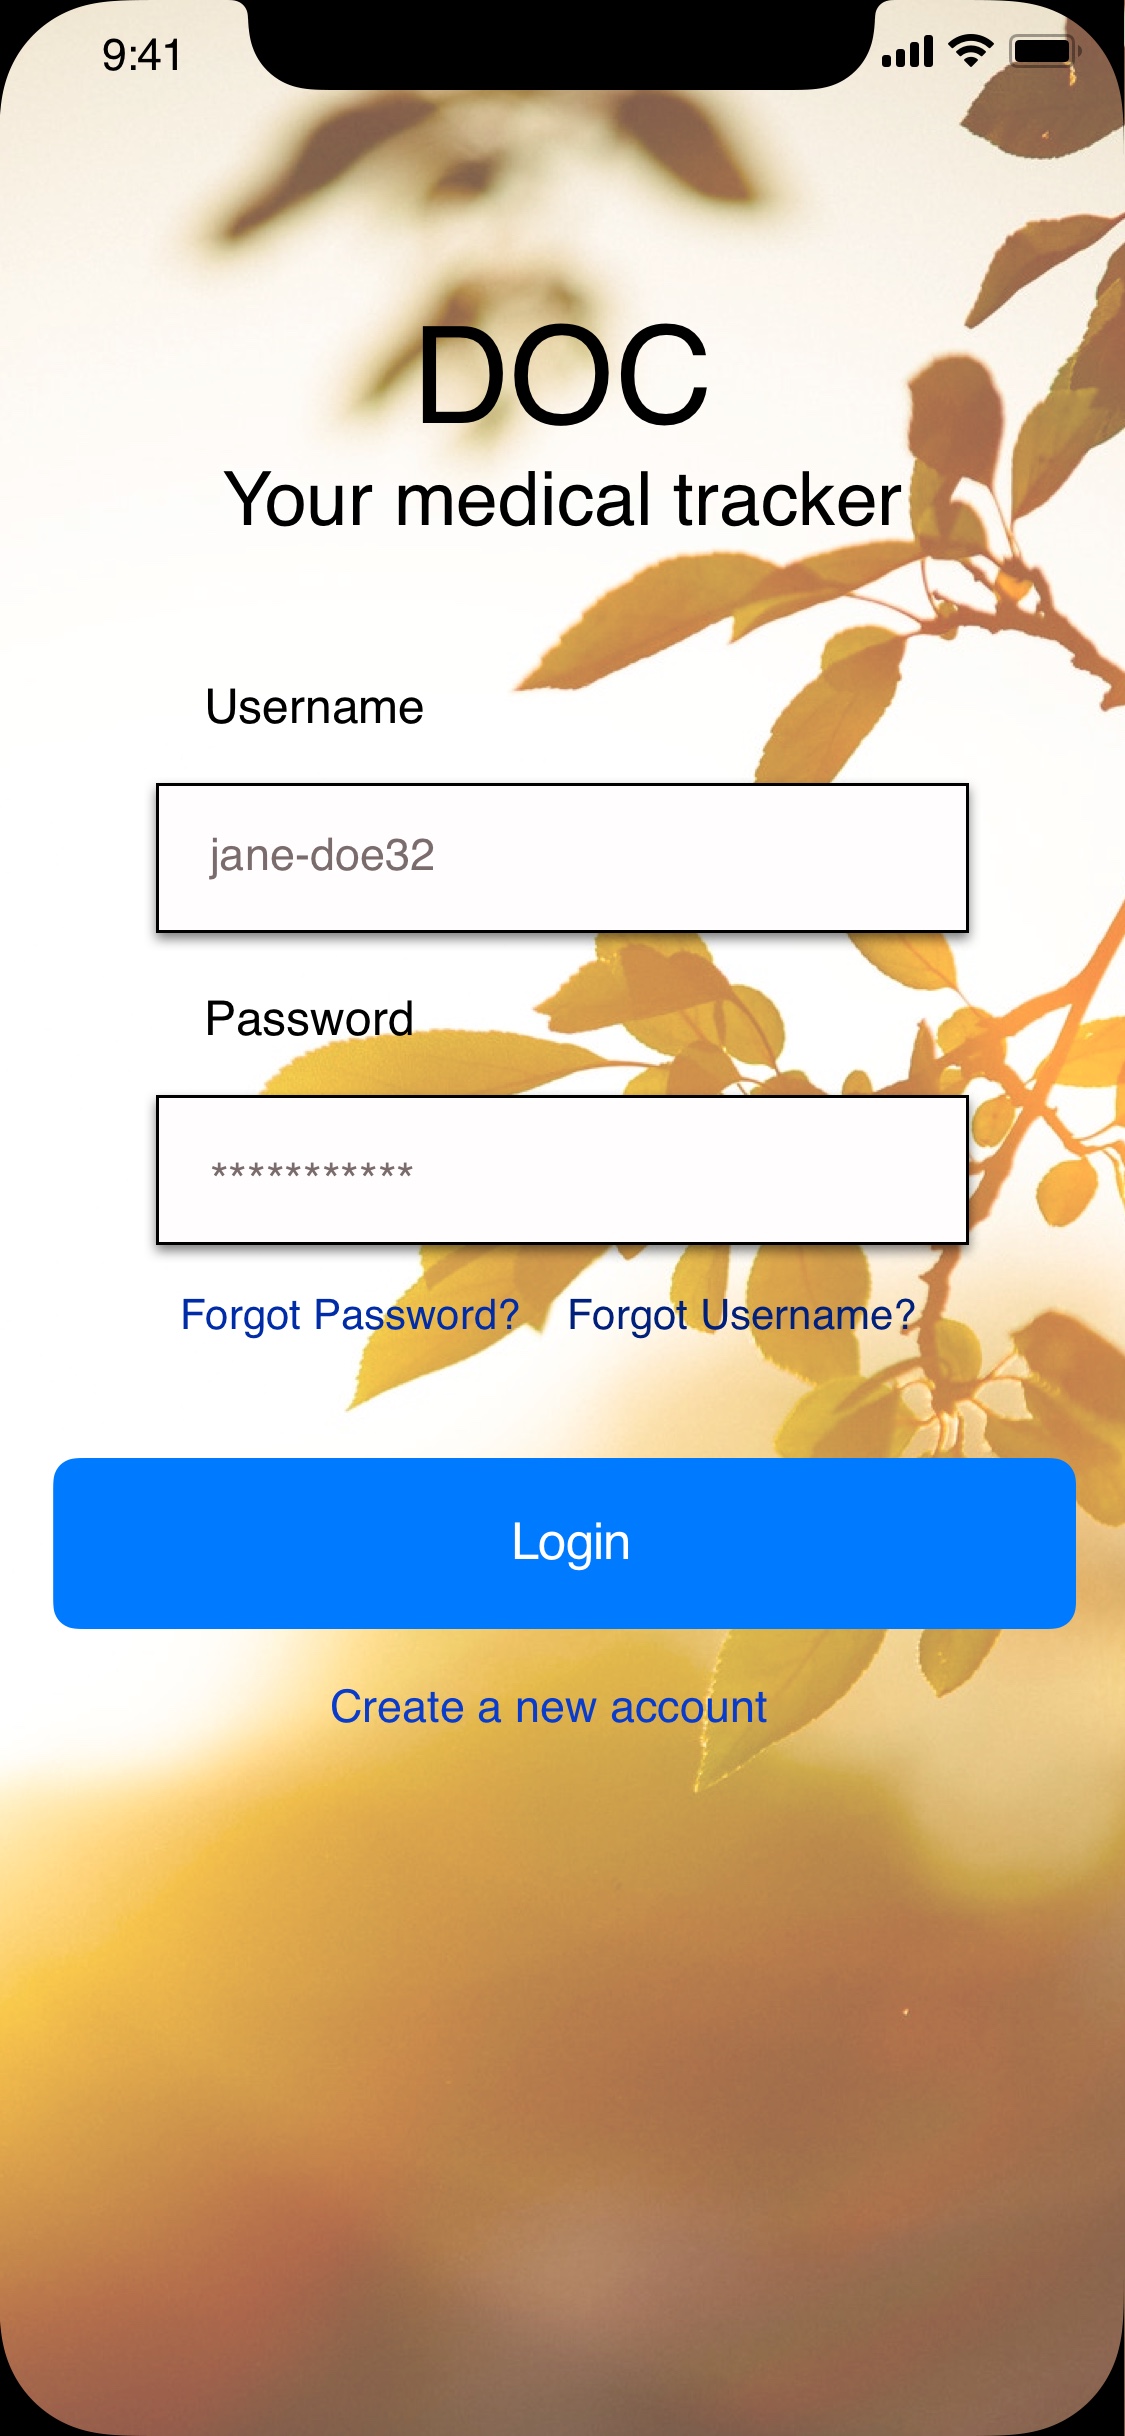 9:41
DOC
Your medical tracker
Username
jane-doe32
Password
***********
Forgot Password? Forgot Username?
Login
Create a new account